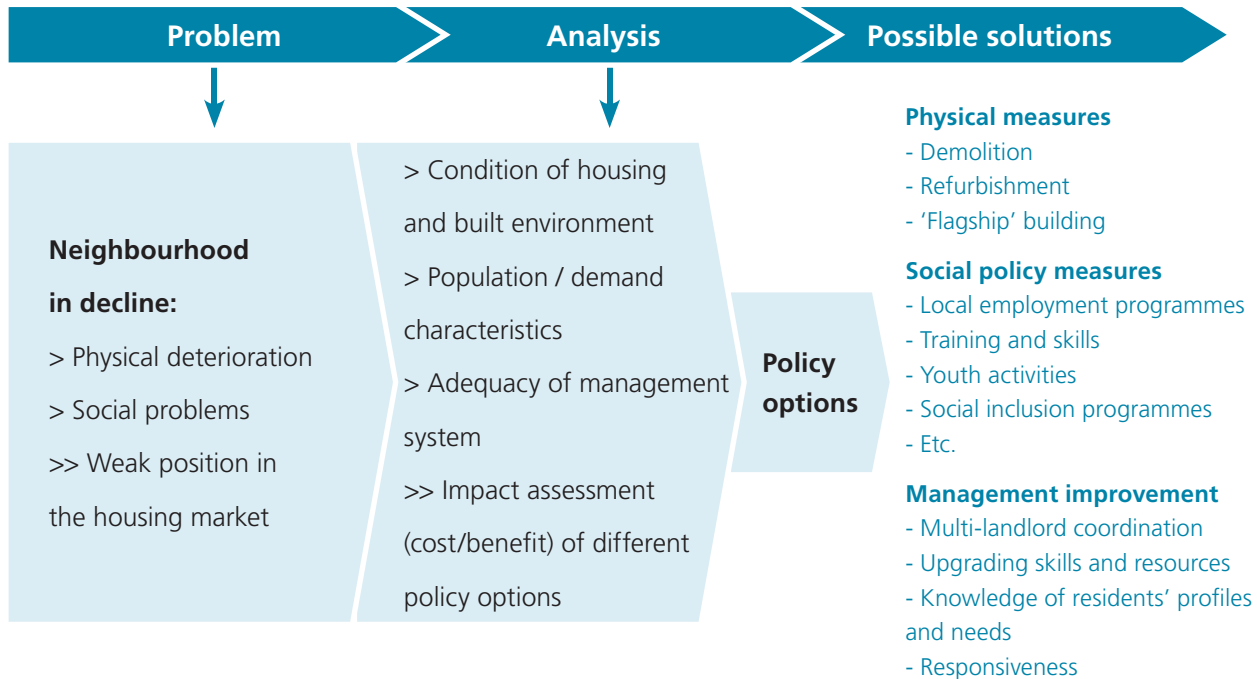 Problem
Analysis
Possible solutions
Neighbourhood
in decline:
> Physical deterioration
> Social problems
>> Weak position in
the housing market
> Condition of housing
and built environment
> Population / demand
characteristics
> Adequacy of management
system
>> Impact assessment
(cost/benefit) of different
policy options
Policy
options
Physical measures
- Demolition
- Refurbishment
- ‘Flagship’ building
Social policy measures
- Local employment programmes
- Training and skills
- Youth activities
- Social inclusion programmes
- Etc.
Management improvement
- Multi-landlord coordination
- Upgrading skills and resources
- Knowledge of residents’ profiles
and needs
- Responsiveness